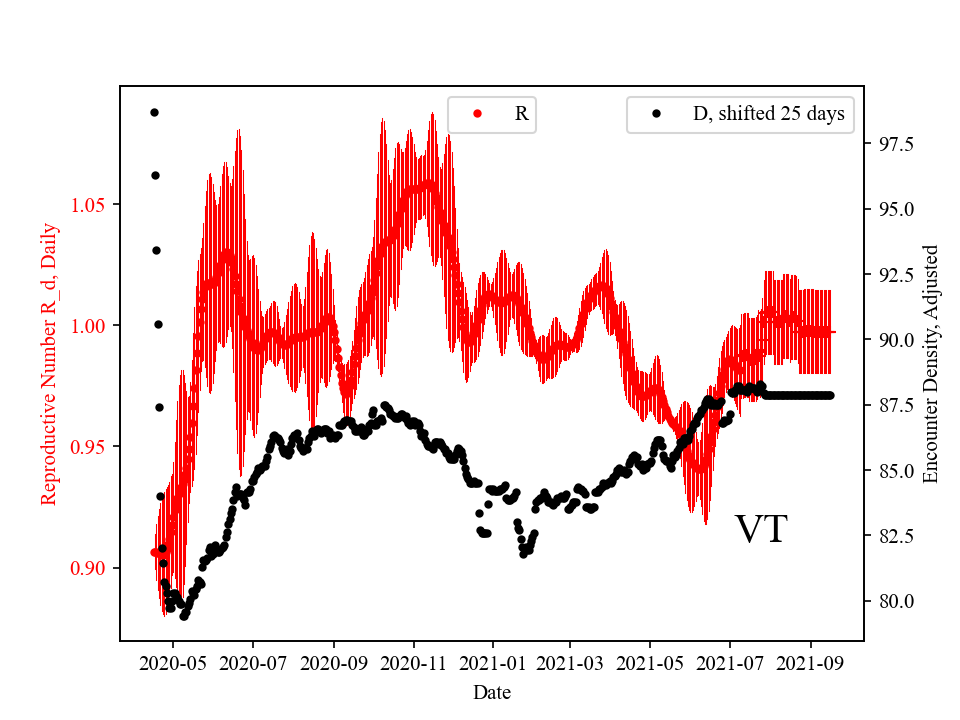 R
D, shifted 25 days
Reproductive Number R_d, Daily
1.05
1.00
0.95
0.90
97.5
95.0
92.5
90.0
87.5
85.0
82.5
80.0
Encounter Density, Adjusted
VT
2020-05 2020-07 2020-09 2020-11 2021-01 2021-03 2021-05 2021-07 2021-09
Date